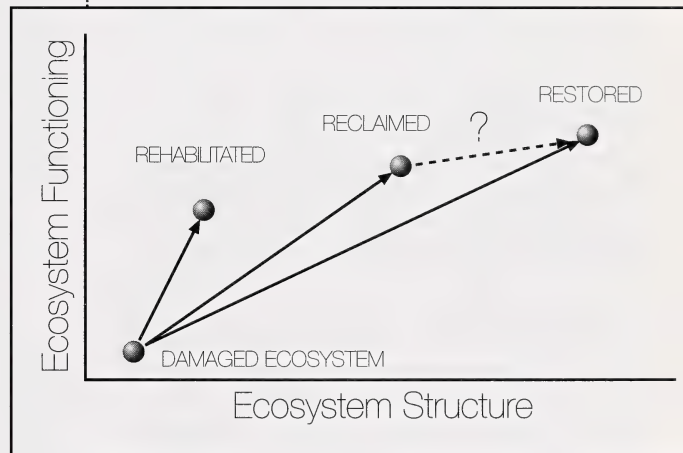 RESTORED
?
RECLAIMED
REHABILITATED
DAMAGED ECOSYSTEM
Ecosystem Functioning
Ecosystem Structure